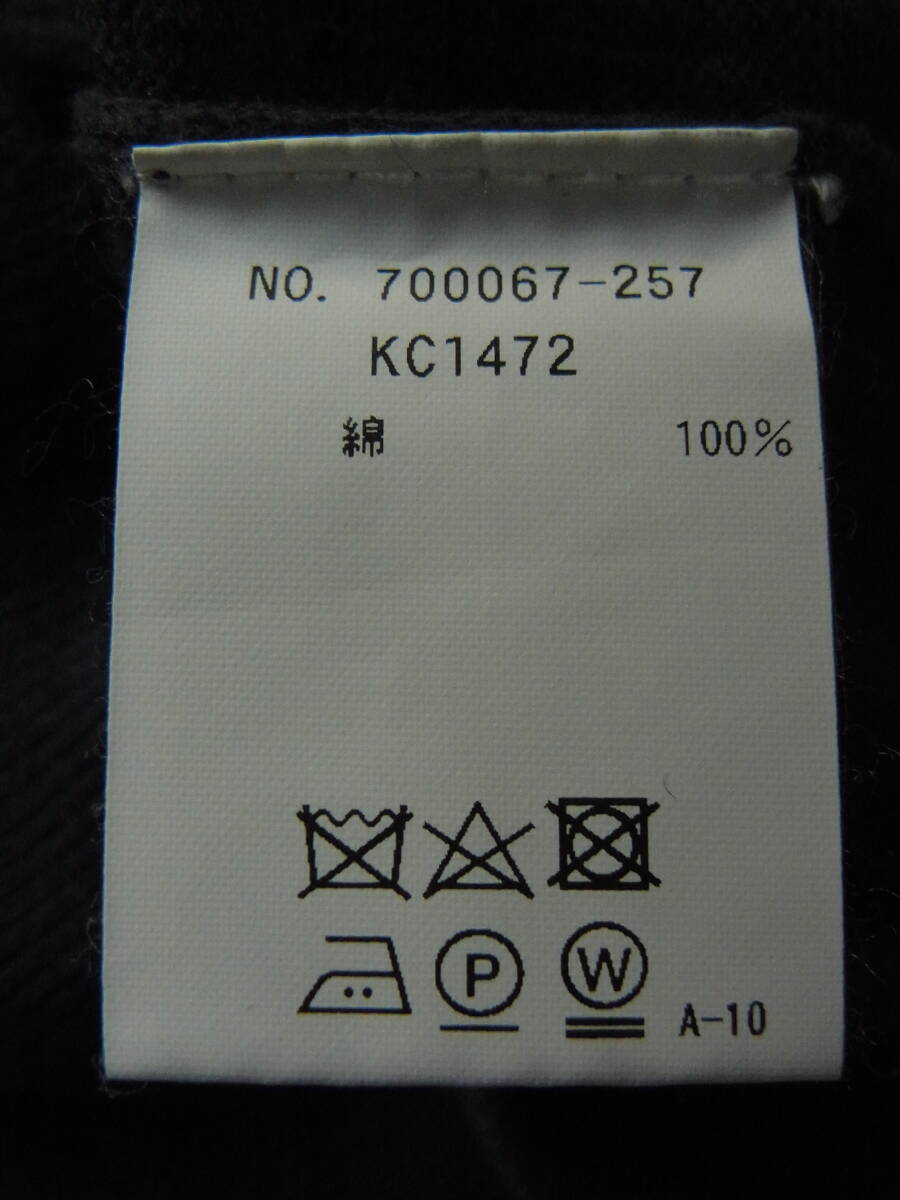 NO. 700067-257
KC1472
綿 100%
P W A-10